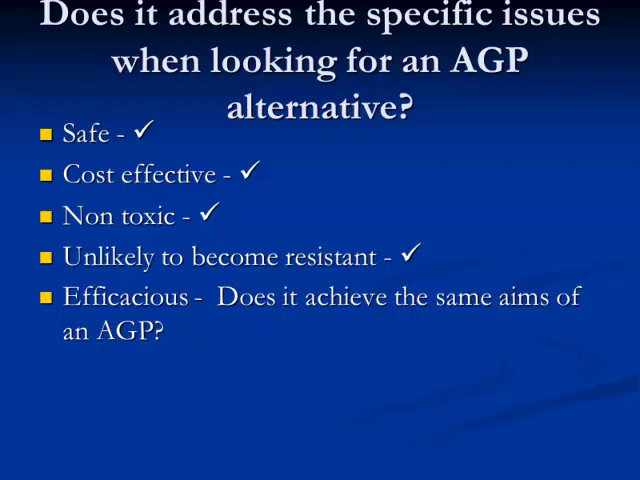 Does it address the specific issues
when looking for an AGP
alternative?
Safe - ✓
Cost effective - ✓
Non toxic - ✓
Unlikely to become resistant - ✓
Efficacious - Does it achieve the same aims of
an AGP?